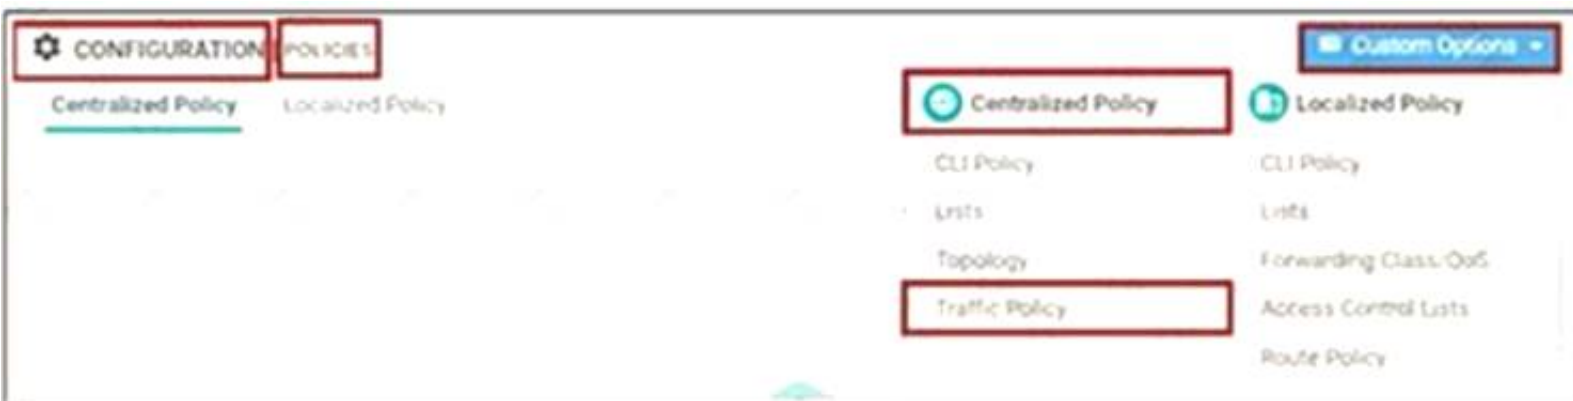 CONFIGURATION | POLICIES
Custom Options
Centralized Policy
Localized Policy
Centralized Policy
Localized Policy
CLI Policy
CLI Policy
Lists
Lists
Topology
Forwarding Class/QoS
Traffic Policy
Access Control Lists
Route Policy